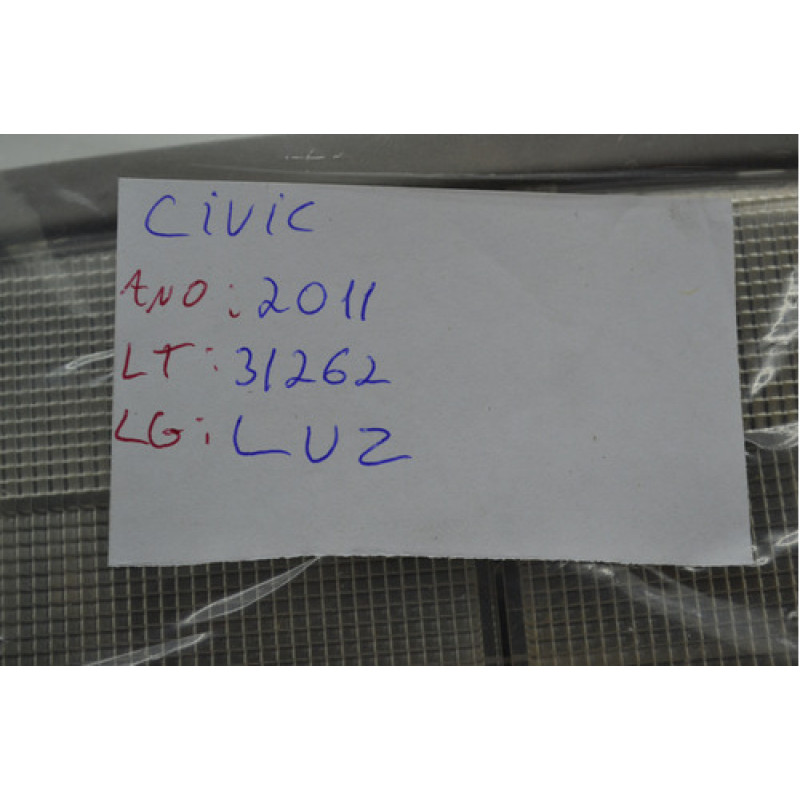 CiViC
ANO: 2011
LT: 31262
LG: LUZ